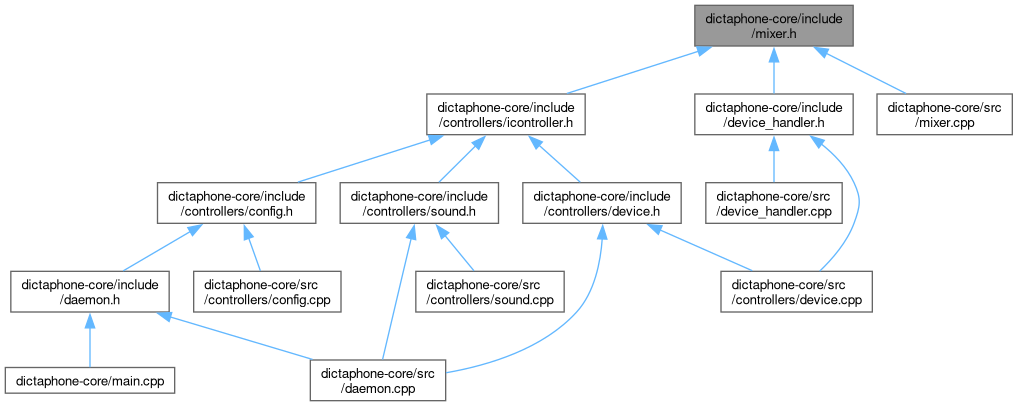 dictaphone-core/include
/mixer.h
dictaphone-core/include
/controllers/icontroller.h
dictaphone-core/include
/device_handler.h
dictaphone-core/src
/mixer.cpp
dictaphone-core/include
/controllers/config.h
dictaphone-core/include
/controllers/sound.h
dictaphone-core/include
/controllers/device.h
dictaphone-core/src
/device_handler.cpp
dictaphone-core/include
/daemon.h
dictaphone-core/src
/controllers/config.cpp
dictaphone-core/src
/controllers/sound.cpp
dictaphone-core/src
/controllers/device.cpp
dictaphone-core/main.cpp
dictaphone-core/src
/daemon.cpp